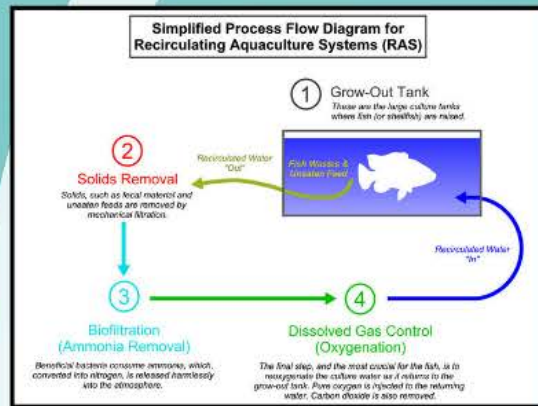 Simplified Process Flow Diagram for
Recirculating Aquaculture Systems (RAS)
1
Grow-Out Tank
These are the large culture tanks
where fish (or shellfish) are raised.
2
Solids Removal
Solids, such as fecal material and
uneaten feeds are removed by
mechanical filtration.
Recirculated Water
"Out"
Fish Wastes &
Uneaten Feed
Recirculated Water
"In"
3
Biofiltration
(Ammonia Removal)
Beneficial bacteria consume ammonia, which,
converted into nitrogen, is released harmlessly
into the atmosphere.
4
Dissolved Gas Control
(Oxygenation)
The final step, and the most crucial for the fish, is to
reoxygenate the culture water as it returns to the
grow-out tank. Pure oxygen is injected to the returning
water. Carbon dioxide is also removed.